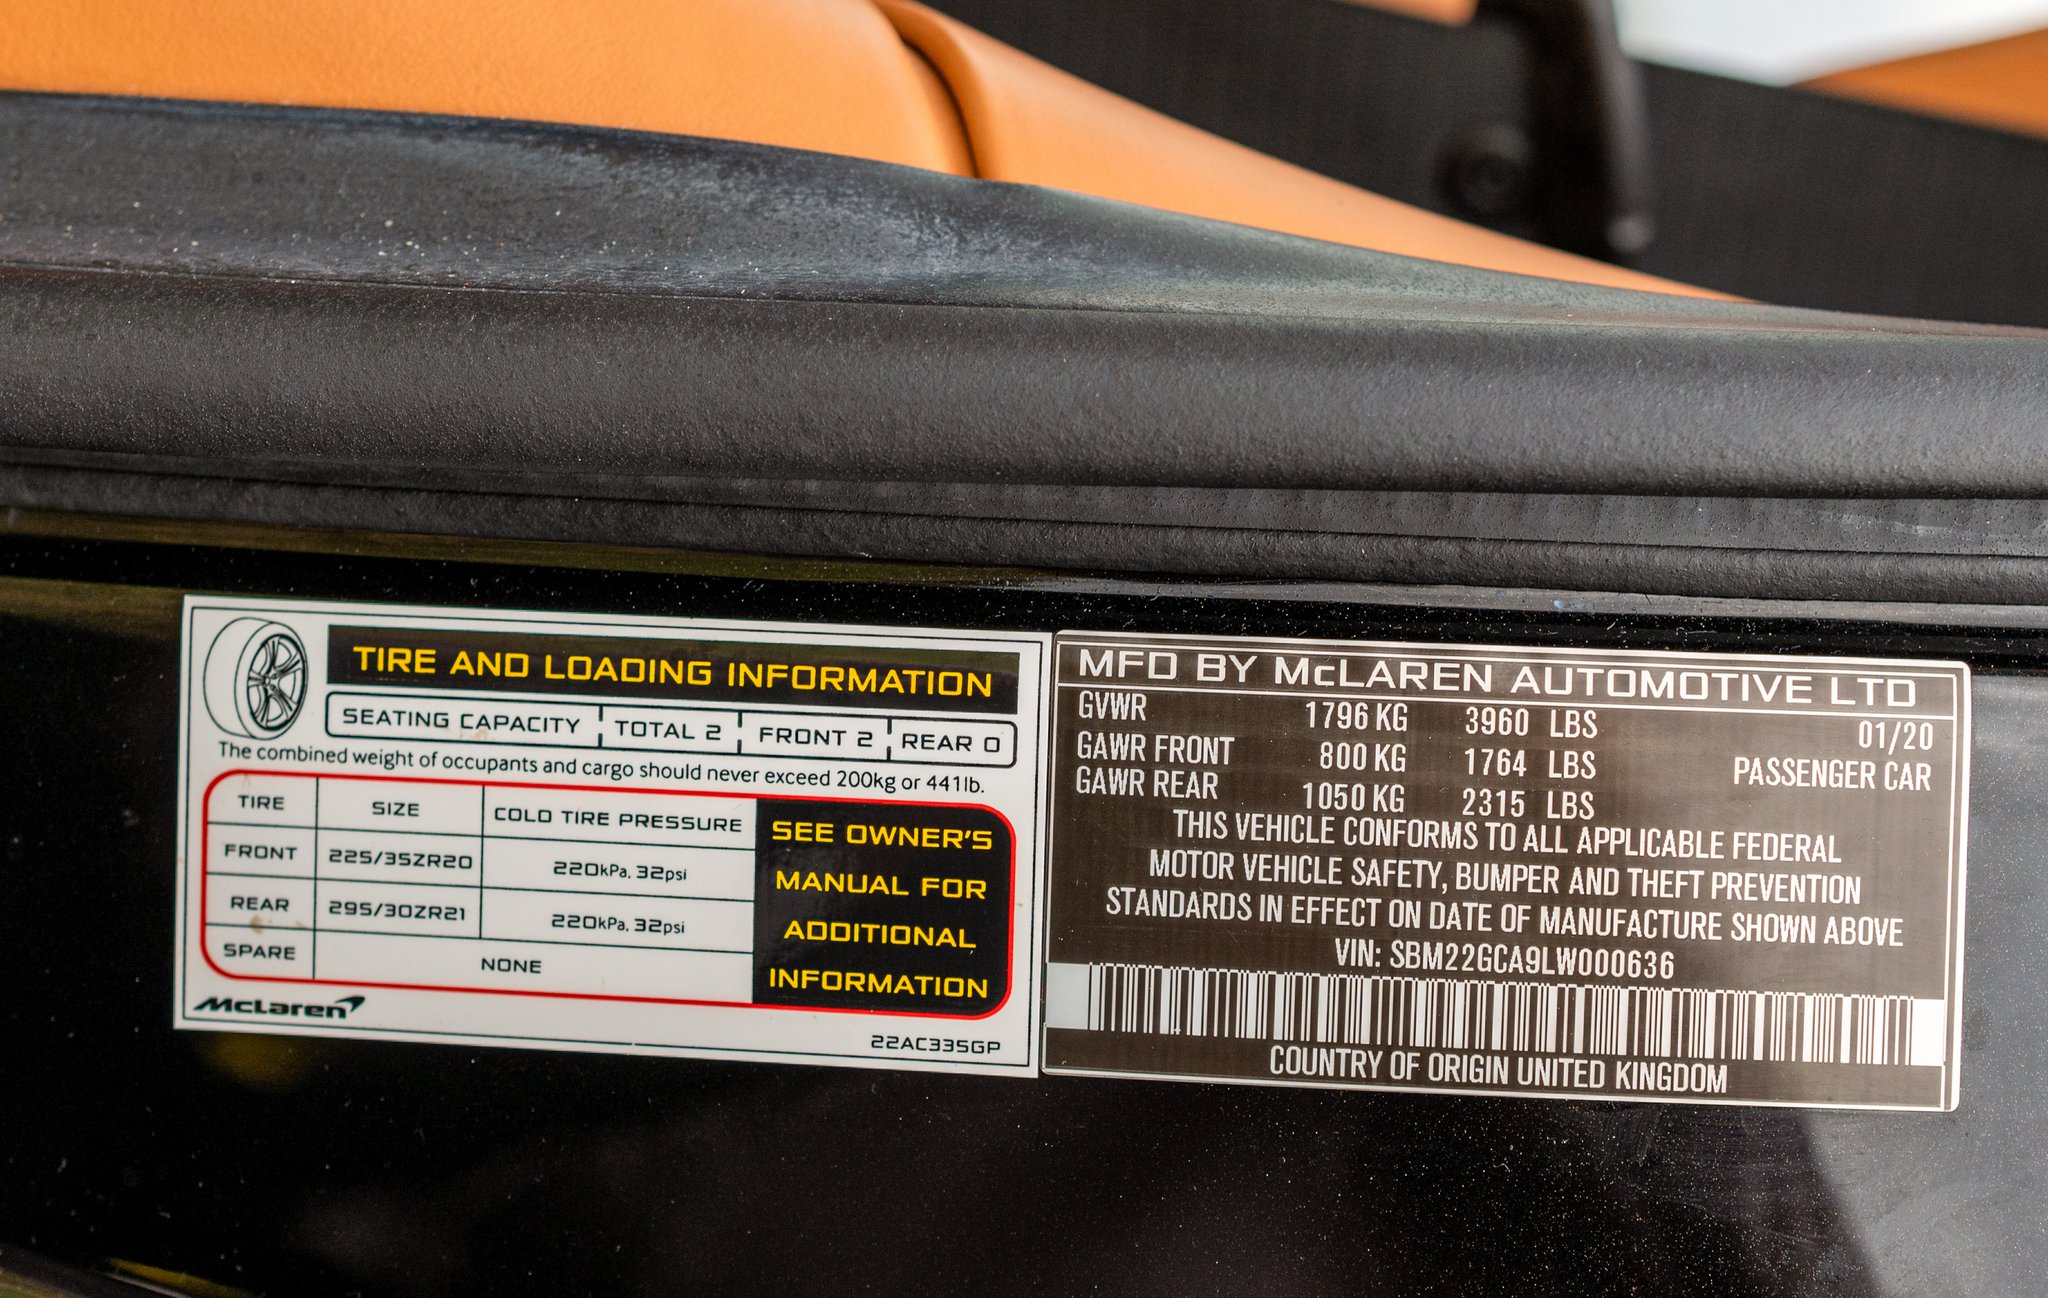 TIRE AND LOADING INFORMATION
SEATING CAPACITY TOTAL 2 FRONT 2 REAR 0
The combined weight of occupants and cargo should never exceed 200kg or 441lb.
TIRE SIZE COLD TIRE PRESSURE
FRONT 225/35ZR20 220kPa, 32psi
REAR 295/30ZR21 220kPa, 32psi
SPARE NONE
SEE OWNER'S
MANUAL FOR
ADDITIONAL
INFORMATION
McLaren
22AC335GP
MFD BY McLAREN AUTOMOTIVE LTD
GVWR 1796 KG 3960 LBS 01/20
GAWR FRONT 800 KG 1764 LBS PASSENGER CAR
GAWR REAR 1050 KG 2315 LBS
THIS VEHICLE CONFORMS TO ALL APPLICABLE FEDERAL
MOTOR VEHICLE SAFETY, BUMPER AND THEFT PREVENTION
STANDARDS IN EFFECT ON DATE OF MANUFACTURE SHOWN ABOVE
VIN: SBM22GCA9LW000636
COUNTRY OF ORIGIN UNITED KINGDOM